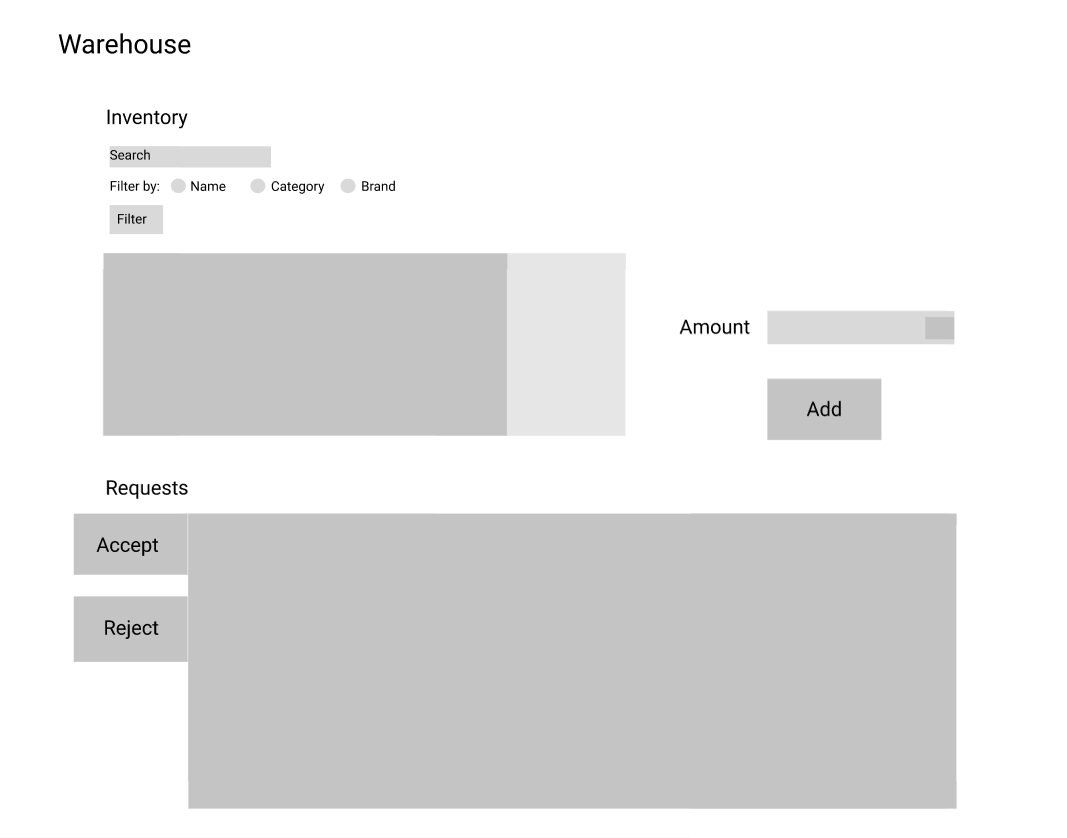 Warehouse
Inventory
Search
Filter by: Name Category Brand
Filter
Amount
Add
Requests
Accept
Reject